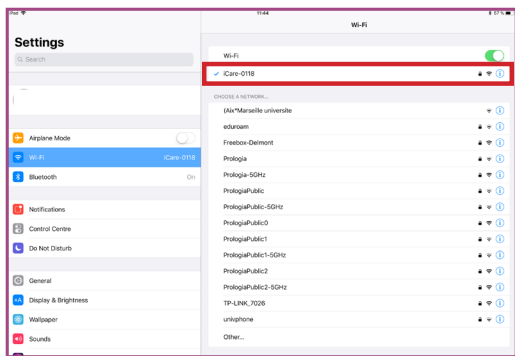 iPad
11:44
57 %
Settings
Search
Airplane Mode
Wi-Fi
iCare-0118
Bluetooth
On
Notifications
Control Centre
Do Not Disturb
General
Display & Brightness
Wallpaper
Sounds
Wi-Fi
Wi-Fi
iCare-0118
CHOOSE A NETWORK...
(Aix*Marseille universite
eduroam
Freebox-Delmont
Prologia
Prologia-5GHz
PrologiaPublic
PrologiaPublic-5GHz
PrologiaPublic0
PrologiaPublic1
PrologiaPublic1-5GHz
PrologiaPublic2
PrologiaPublic2-5GHz
TP-LINK_7026
univphone
Other...